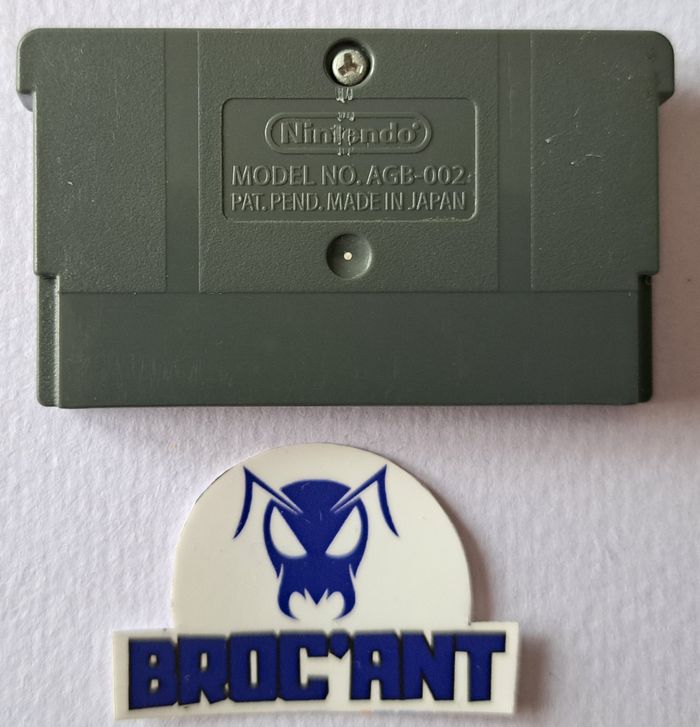 Nintendo
MODEL NO. AGB-002
PAT. PEND. MADE IN JAPAN
BROC'ANT